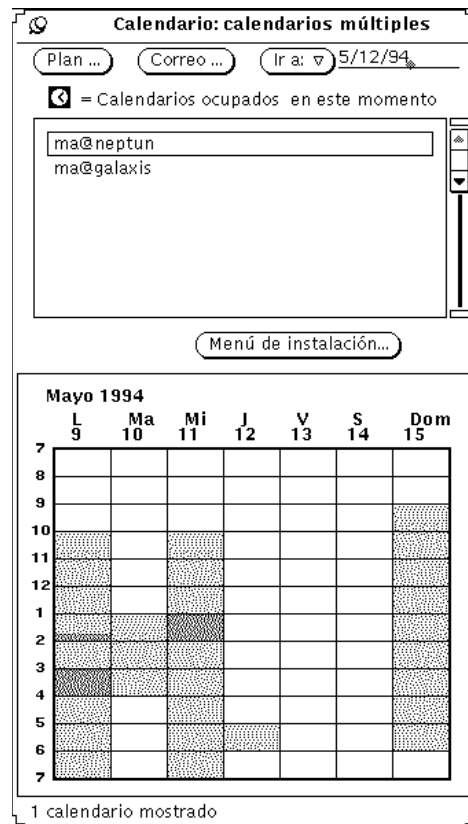 Calendario: calendarios múltiples
Plan ... Correo ... Ir a: 5/12/94
= Calendarios ocupados en este momento
ma@neptun
ma@galaxis
Menú de instalación...
Mayo 1994
L Ma Mi J V S Dom
9 10 11 12 13 14 15
7
8
9
10
11
12
1
2
3
4
5
6
7
1 calendario mostrado